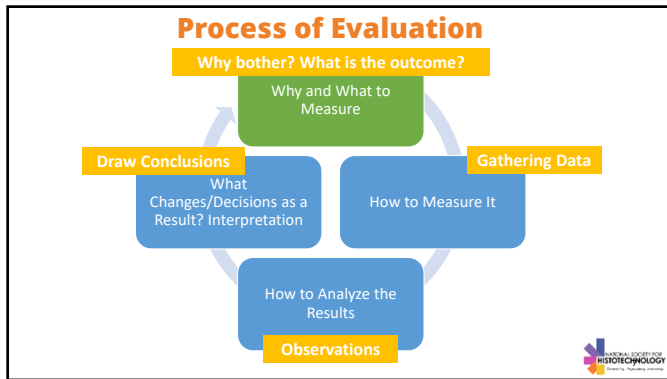 Process of Evaluation
Why bother? What is the outcome?
Why and What to
Measure
Draw Conclusions
What
Changes/Decisions as a
Result? Interpretation
Gathering Data
How to Measure It
How to Analyze the
Results
Observations
NATIONAL SOCIETY FOR
HISTOTECHNOLOGY